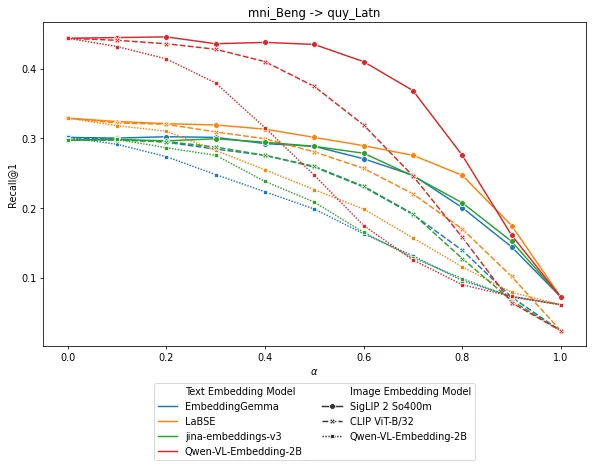 mni_Beng -> quy_Latn
Recall@1
0.4
0.3
0.2
0.1
0.0 0.2 0.4 0.6 0.8 1.0
α
Text Embedding Model Image Embedding Model
EmbeddingGemma SigLIP 2 So400m
LaBSE CLIP ViT-B/32
jina-embeddings-v3 Qwen-VL-Embedding-2B
Qwen-VL-Embedding-2B